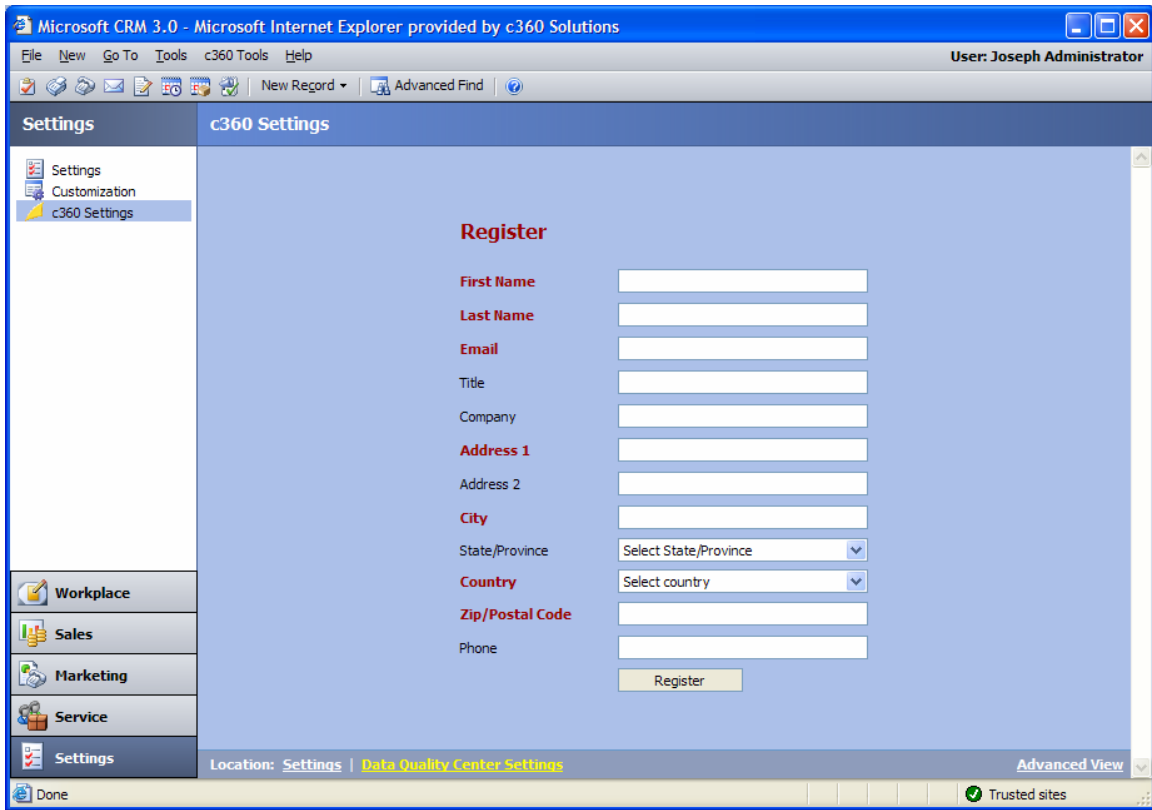 Microsoft CRM 3.0 - Microsoft Internet Explorer provided by c360 Solutions
File New Go To Tools c360 Tools Help User: Joseph Administrator
New Record Advanced Find
Settings c360 Settings
Settings
Customization
c360 Settings
Register
First Name
Last Name
Email
Title
Company
Address 1
Address 2
City
State/Province Select State/Province
Country Select country
Zip/Postal Code
Phone
Register
Workplace
Sales
Marketing
Service
Settings
Location: Settings | Data Quality Center Settings Advanced View
Done Trusted sites